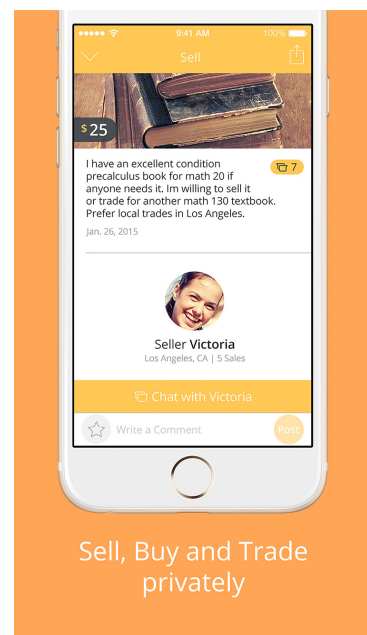 9:41 AM
100%
Sell
$25
I have an excellent condition
precalculus book for math 20 if
anyone needs it. Im willing to sell it
or trade for another math 130 textbook.
Prefer local trades in Los Angeles.
7
Jan. 26, 2015
Seller Victoria
Los Angeles, CA | 5 Sales
Chat with Victoria
Write a Comment
Post
Sell, Buy and Trade
privately